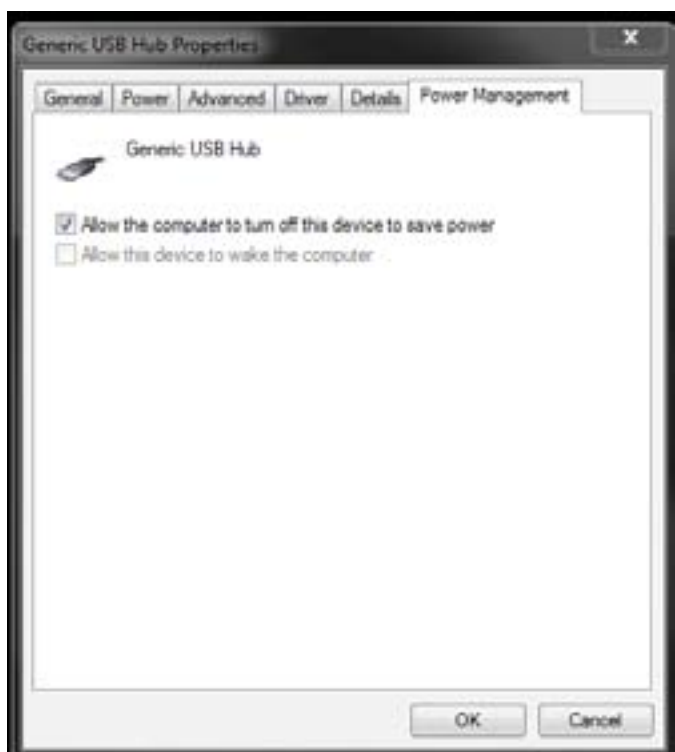 Generic USB Hub Properties
General Power Advanced Driver Details Power Management
Generic USB Hub
Allow the computer to turn off this device to save power
Allow this device to wake the computer
OK Cancel